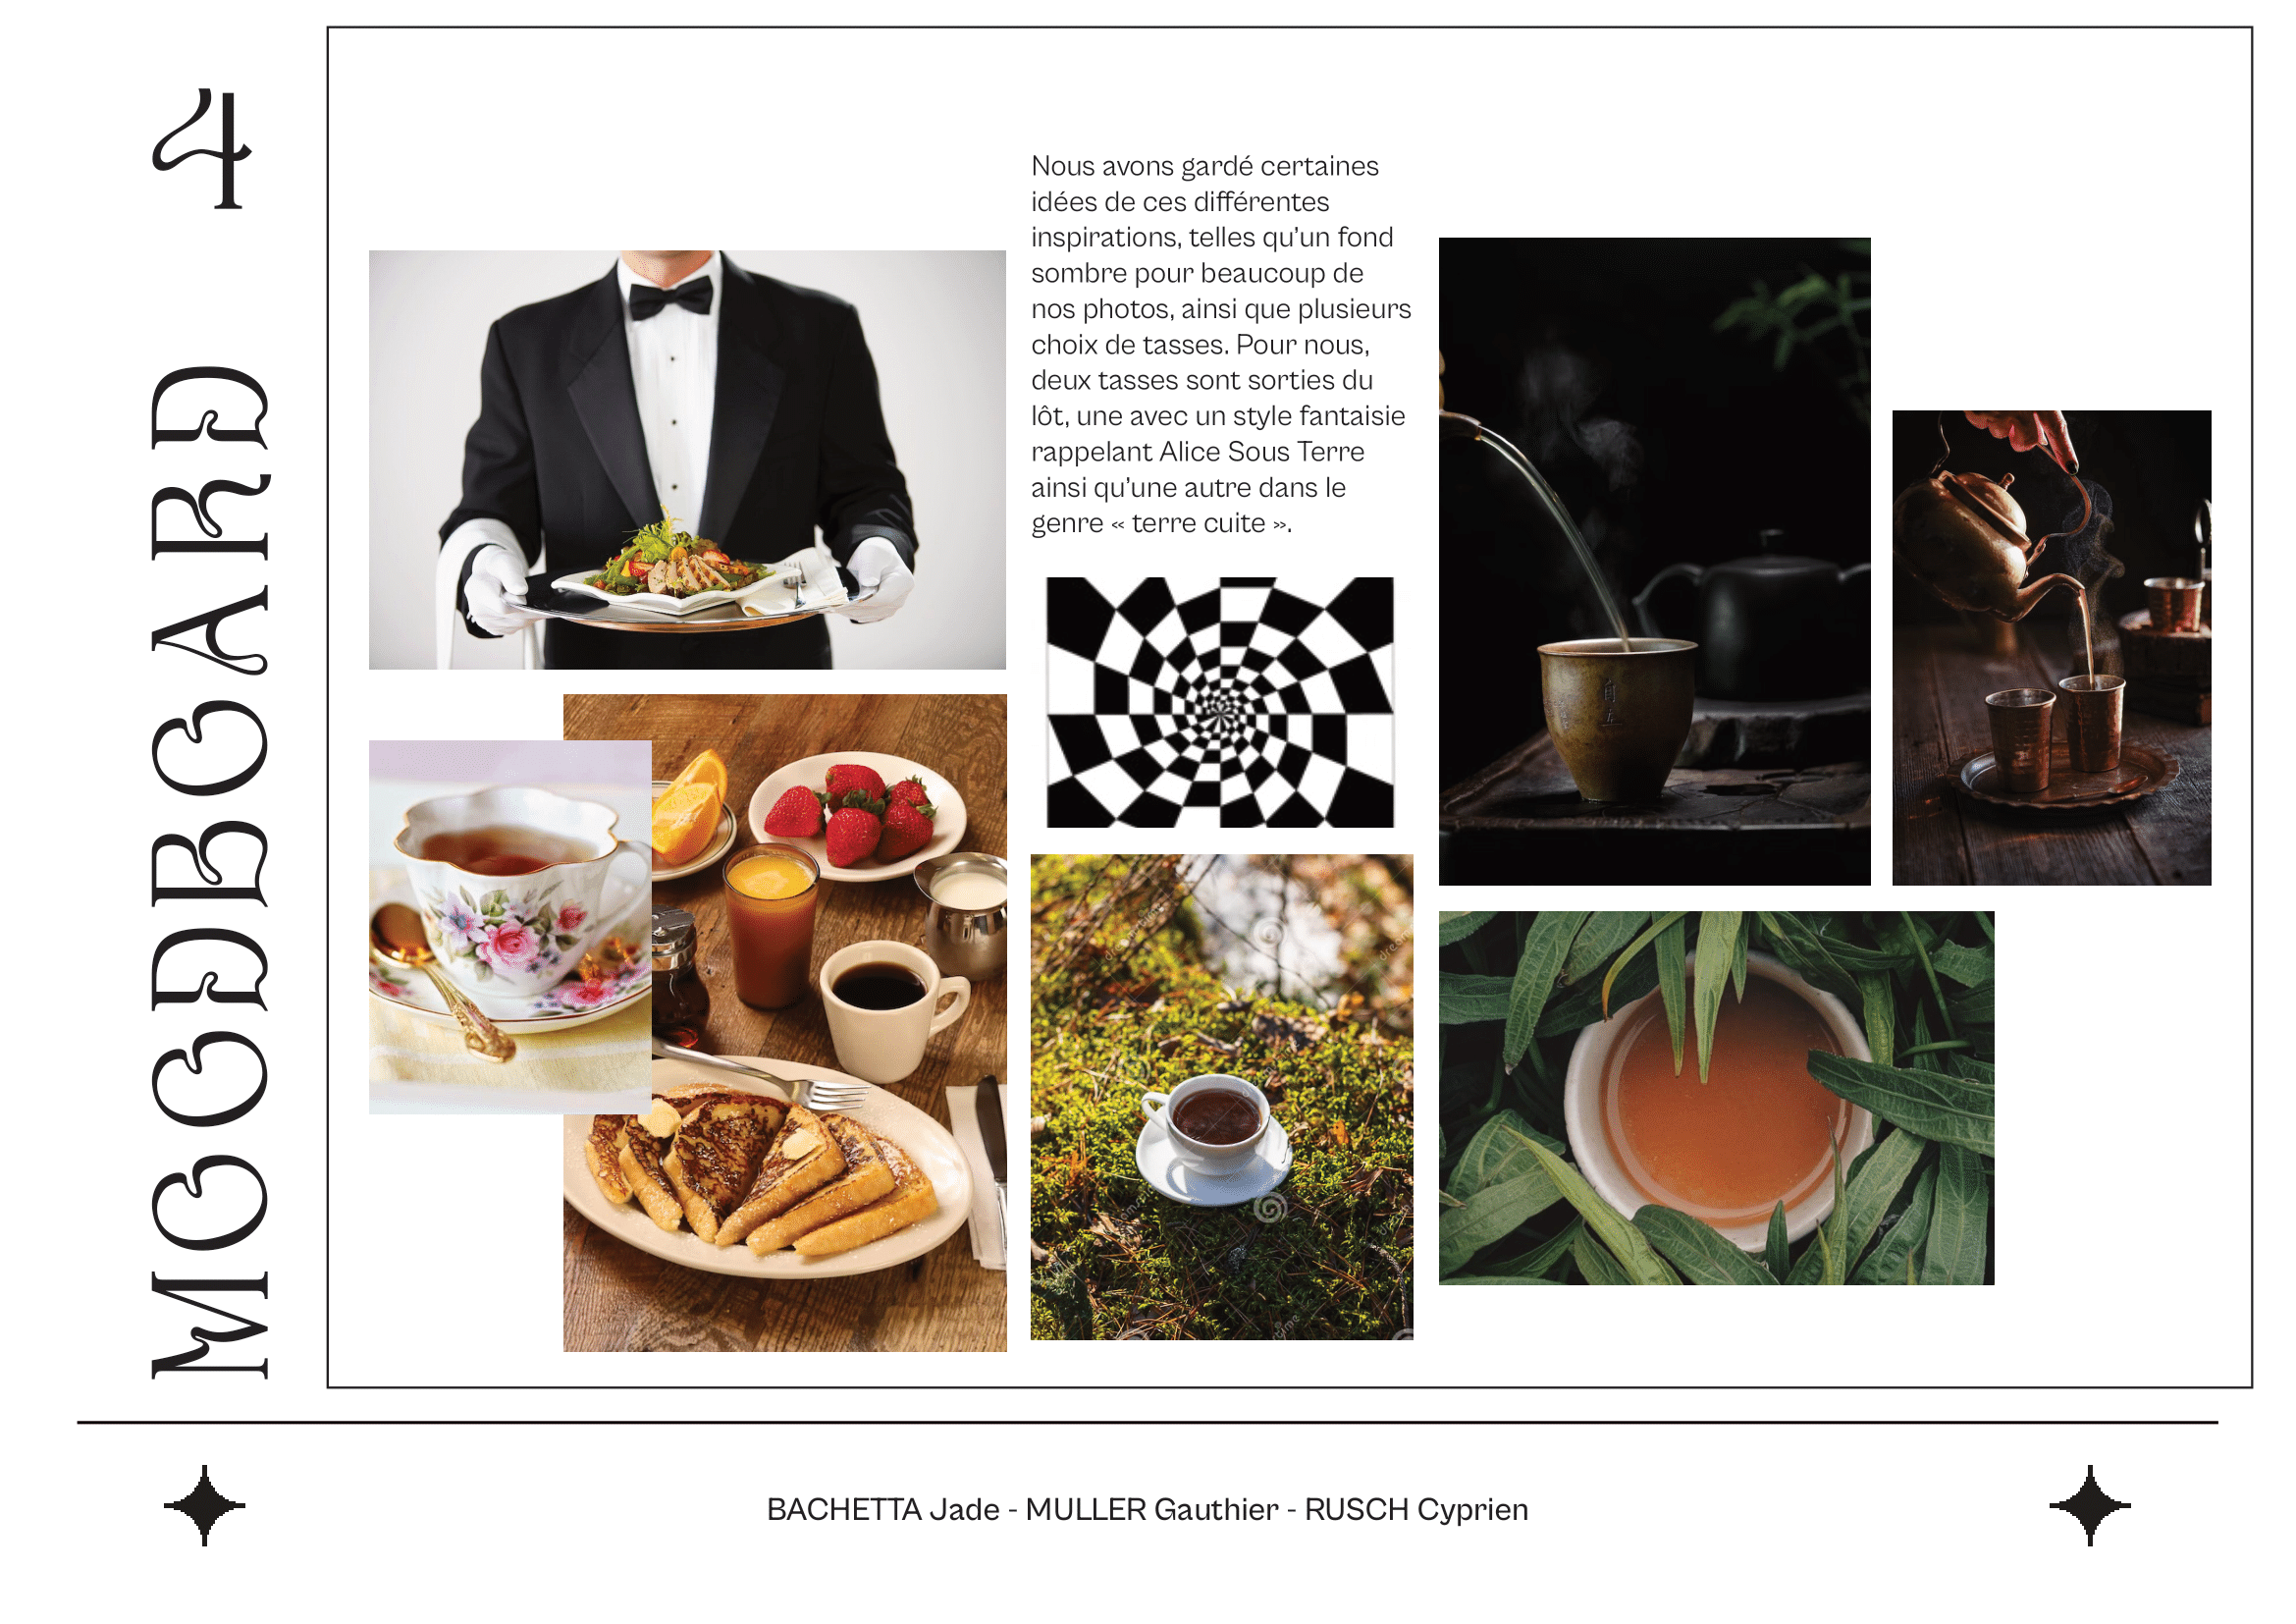 4
MOODBOARD
Nous avons gardé certaines
idées de ces différentes
inspirations, telles qu'un fond
sombre pour beaucoup de
nos photos, ainsi que plusieurs
choix de tasses. Pour nous,
deux tasses sont sorties du
lôt, une avec un style fantaisie
rappelant Alice Sous Terre
ainsi qu'une autre dans le
genre « terre cuite ».
BACHETTA Jade - MULLER Gauthier - RUSCH Cyprien